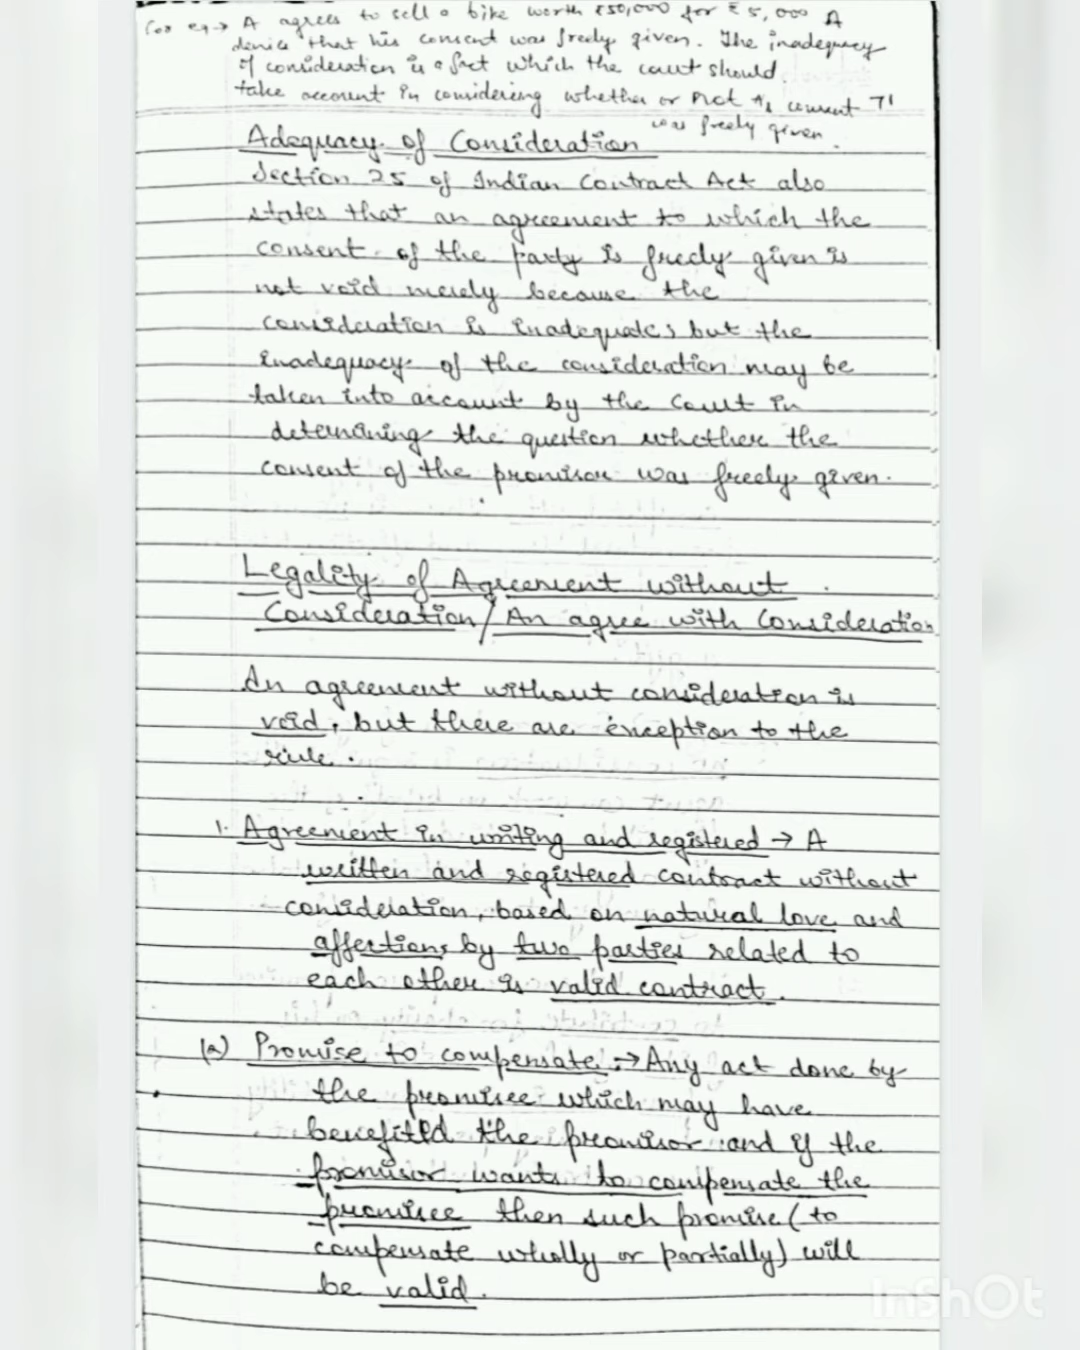 for eg → A agrees to sell a bike worth ₹50,000 for ₹5,000 A
denies that his consent was freely given. The inadequacy
of consideration is a fact which the court should
take account in considering whether or not consent
was freely given.
Adequacy of Consideration
Section 25 of Indian Contract Act also
states that an agreement to which the
consent of the party is freely given is
not void merely because the
consideration is inadequate, but the
inadequacy of the consideration may be
taken into account by the Court in
determining the question whether the
consent of the promisor was freely given.
Legality of Agreement without
Consideration/An agree with Consideration
An agreement without consideration is
void, but there are exception to the
rule.
1. Agreement in writing and registered → A
written and registered contract without
consideration, based on natural love and
affection, by two parties related to
each other is valid contract.
(a) Promise to compensate :→ Any act done by
the promisee which may have
benefitted the promisor and if the
promisor wants to compensate the
promisee then such promise (to
compensate wholly or partially) will
be valid.
InShOt